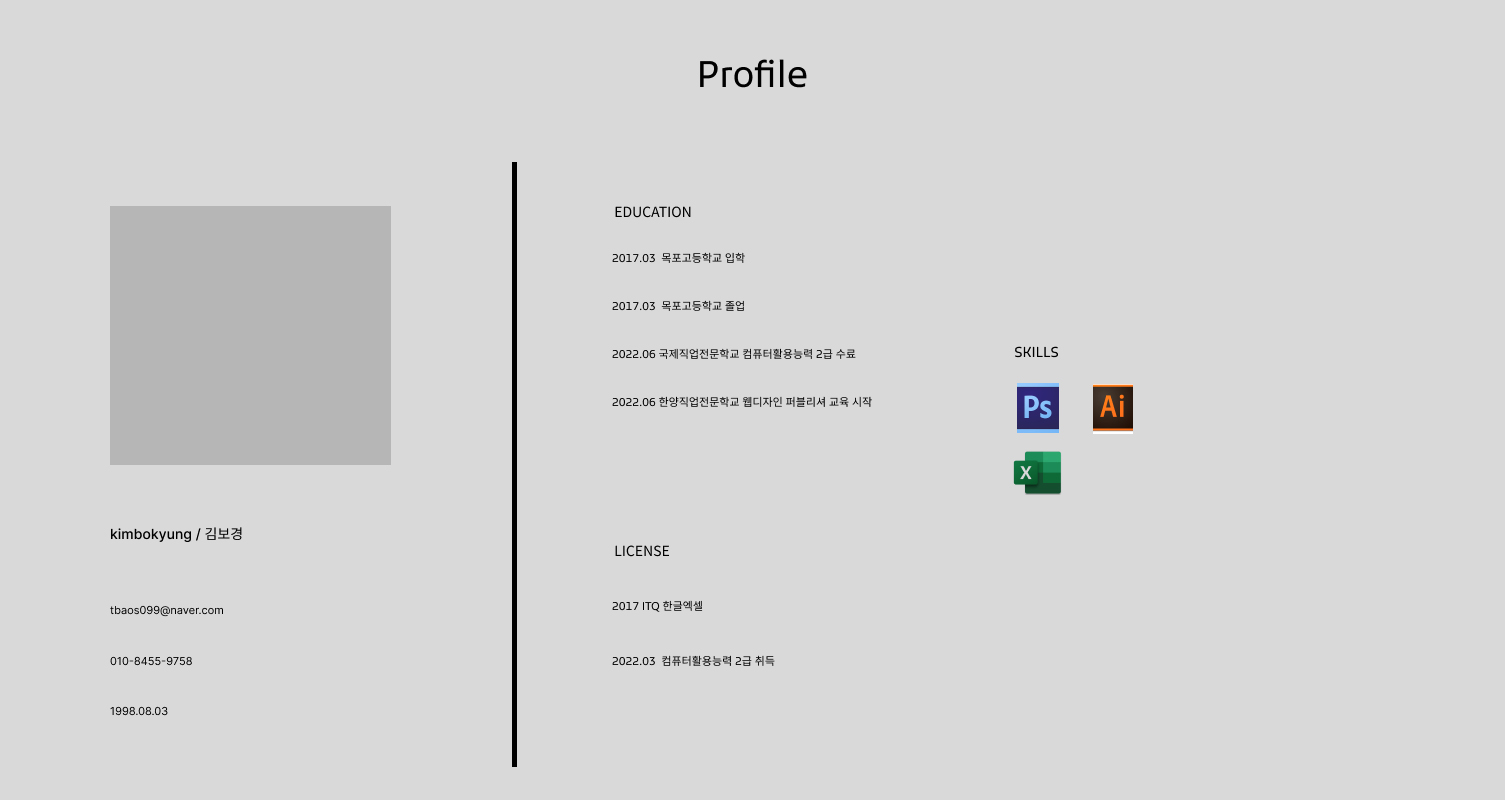 Profile
kimbokyung / 김보경
tbaos099@naver.com
010-8455-9758
1998.08.03
EDUCATION
2017.03 목포고등학교 입학
2017.03 목포고등학교 졸업
2022.06 국제직업전문학교 컴퓨터활용능력 2급 수료
2022.06 한양직업전문학교 웹디자인 퍼블리셔 교육 시작
SKILLS
Ps Ai
X
LICENSE
2017 ITQ 한글엑셀
2022.03 컴퓨터활용능력 2급 취득